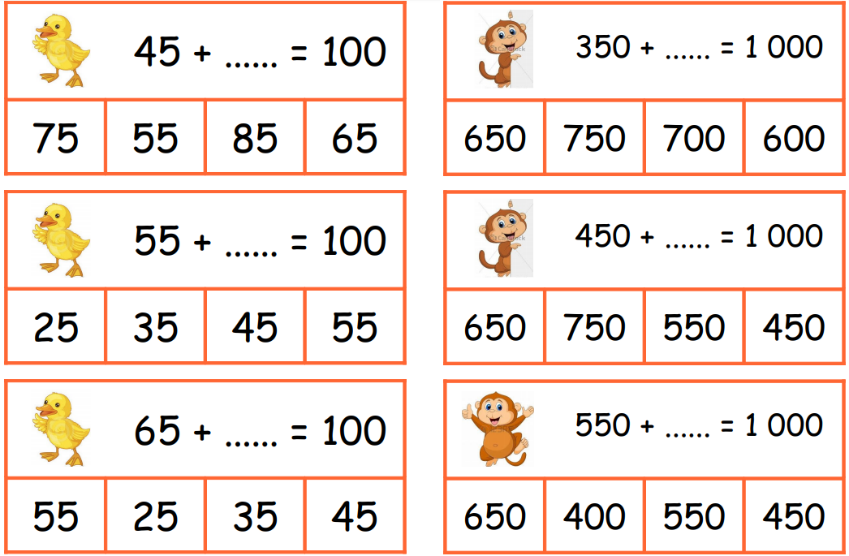 45 + ...... = 100
75 55 85 65
350 + ...... = 1 000
650 750 700 600
55 + ...... = 100
25 35 45 55
450 + ...... = 1 000
650 750 550 450
65 + ...... = 100
55 25 35 45
550 + ...... = 1 000
650 400 550 450